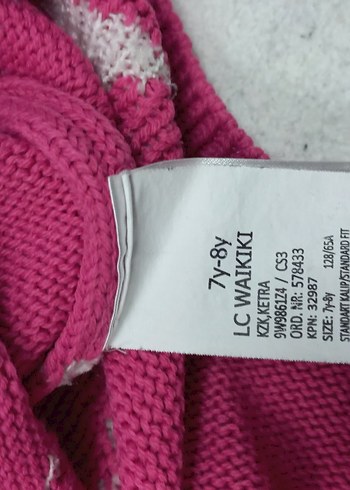 7y-8y
LC WAIKIKI
KZK,KETRA
9W9861Z4 / CS3
ORD. NR: 578433
KPN: 32987
SIZE: 7y-8y 128/65A
STANDART KALIP/STANDARD FIT